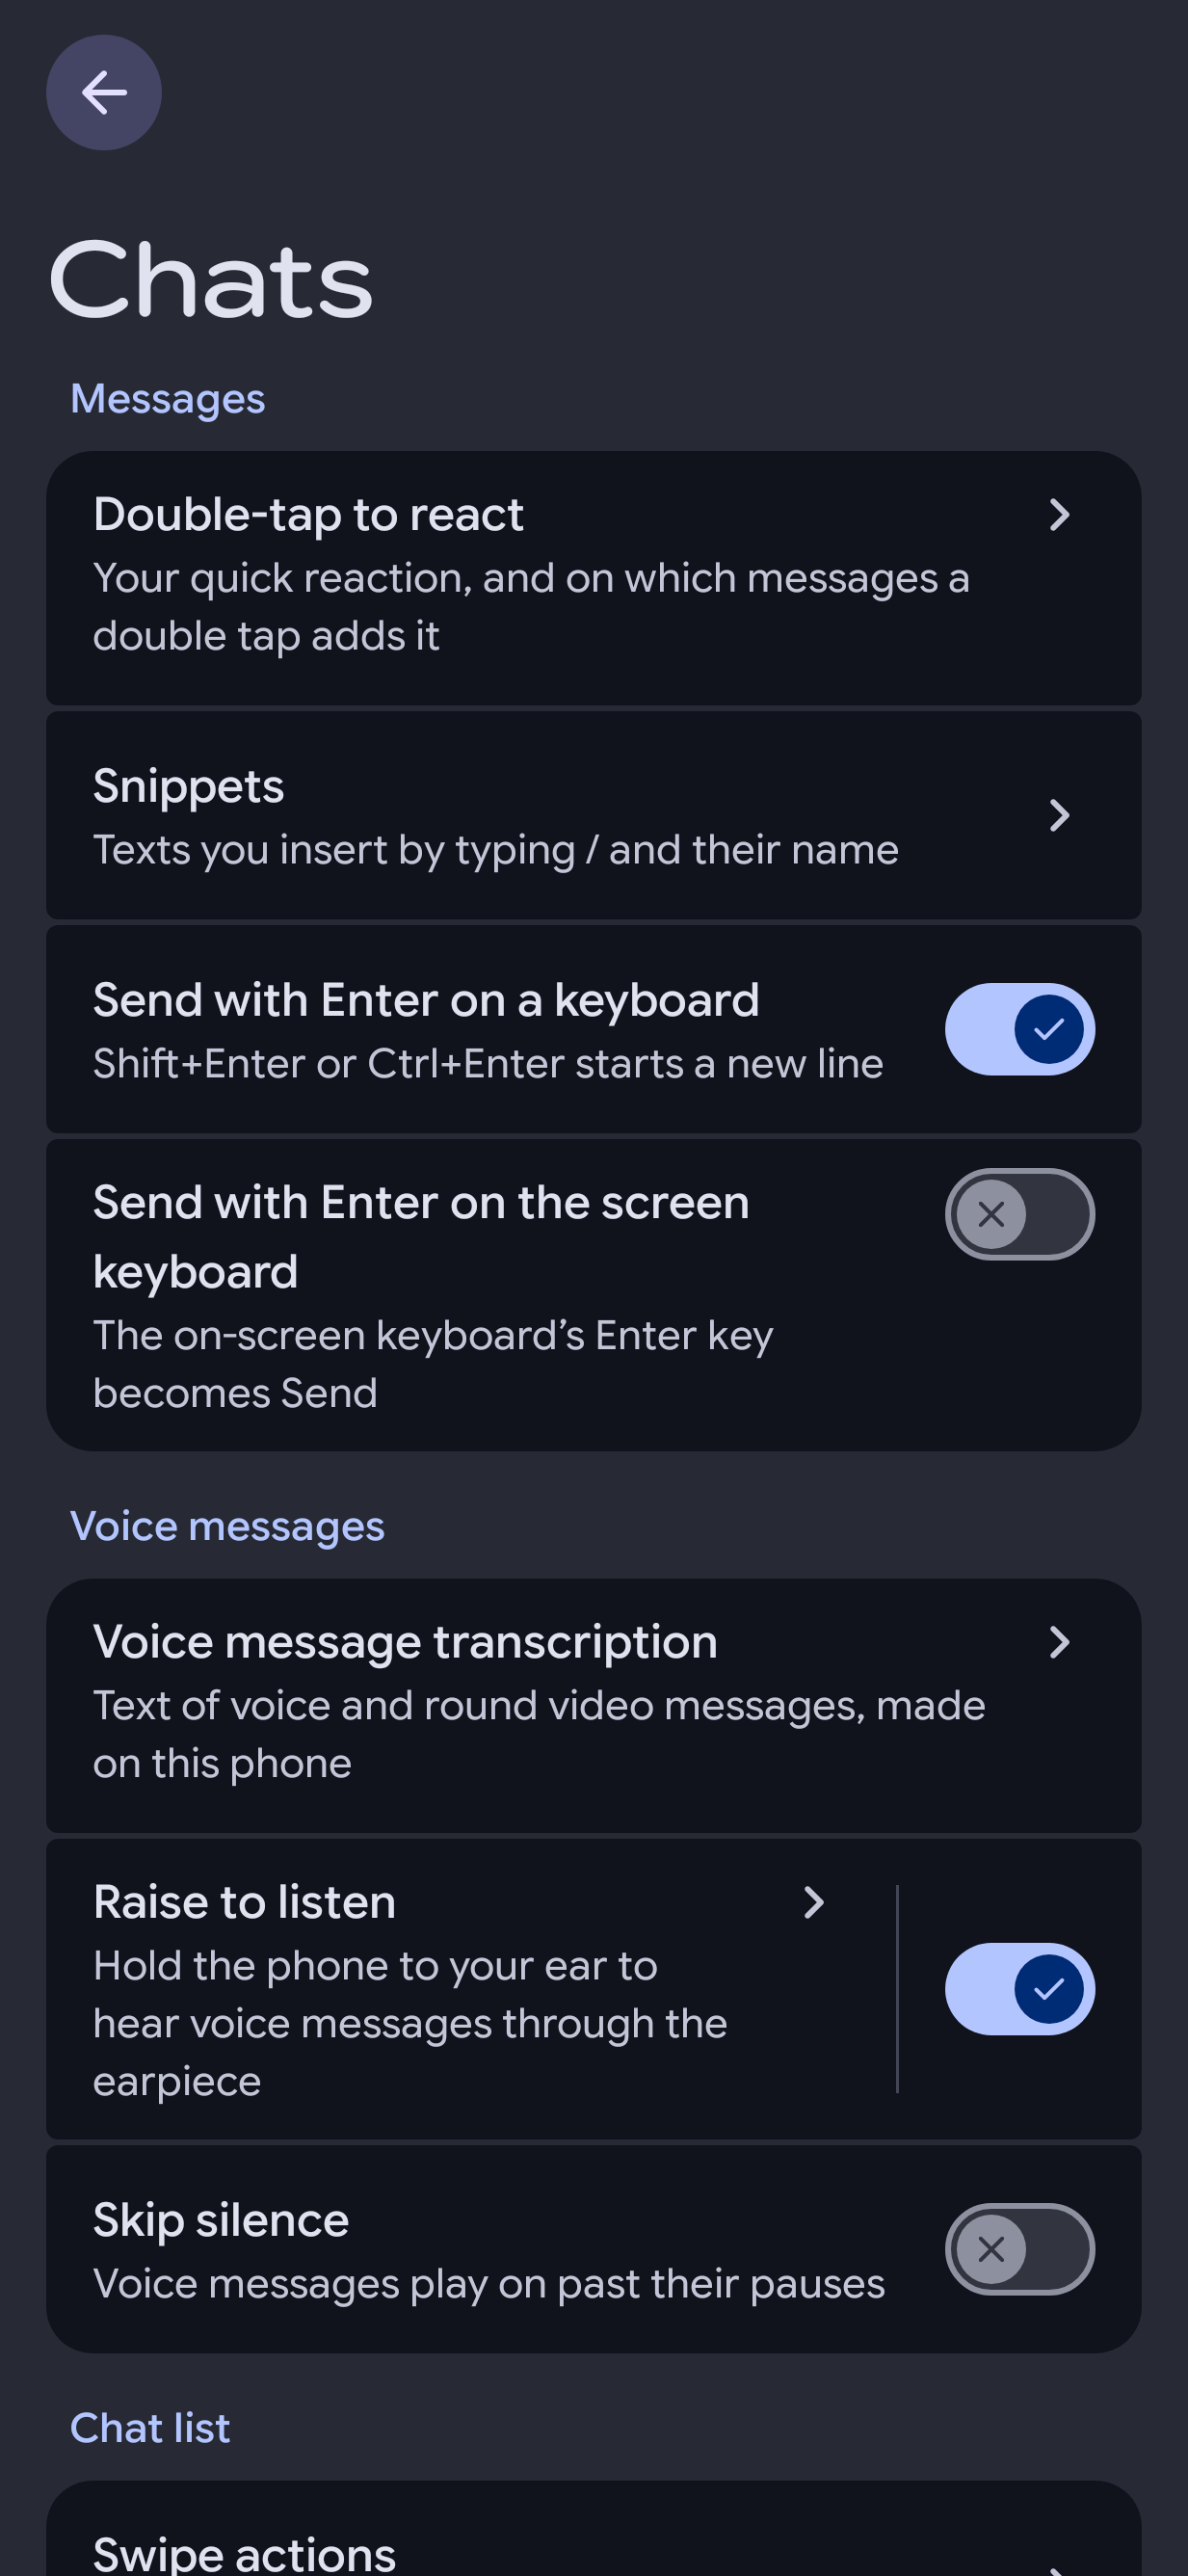 Chats
Messages
Double-tap to react
Your quick reaction, and on which messages a
double tap adds it
Snippets
Texts you insert by typing / and their name
Send with Enter on a keyboard
Shift+Enter or Ctrl+Enter starts a new line
Send with Enter on the screen
keyboard
The on-screen keyboard’s Enter key
becomes Send
Voice messages
Voice message transcription
Text of voice and round video messages, made
on this phone
Raise to listen
Hold the phone to your ear to
hear voice messages through the
earpiece
Skip silence
Voice messages play on past their pauses
Chat list
Swipe actions